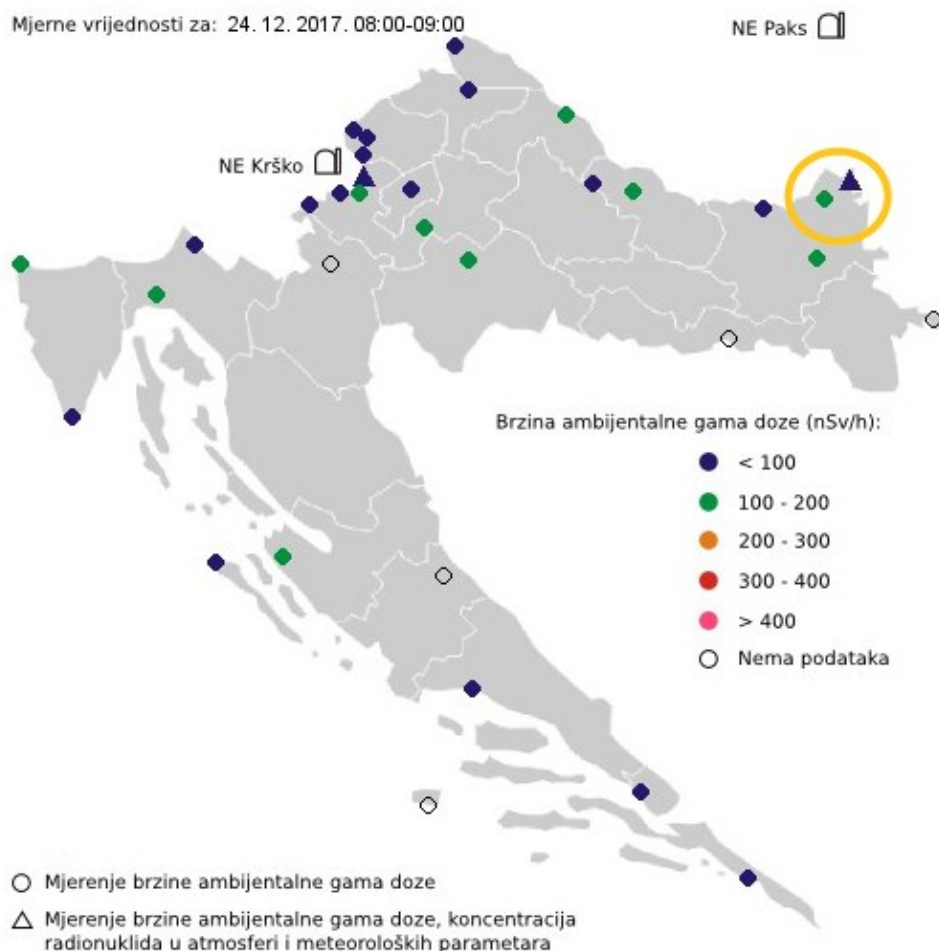 Mjerne vrijednosti za: 24. 12. 2017. 08:00-09:00
NE Paks
NE Krško
Brzina ambijentalne gama doze (nSv/h):
< 100
100 - 200
200 - 300
300 - 400
> 400
Nema podataka
Mjerenje brzine ambijentalne gama doze
Mjerenje brzine ambijentalne gama doze, koncentracija
radionuklida u atmosferi i meteoroloških parametara